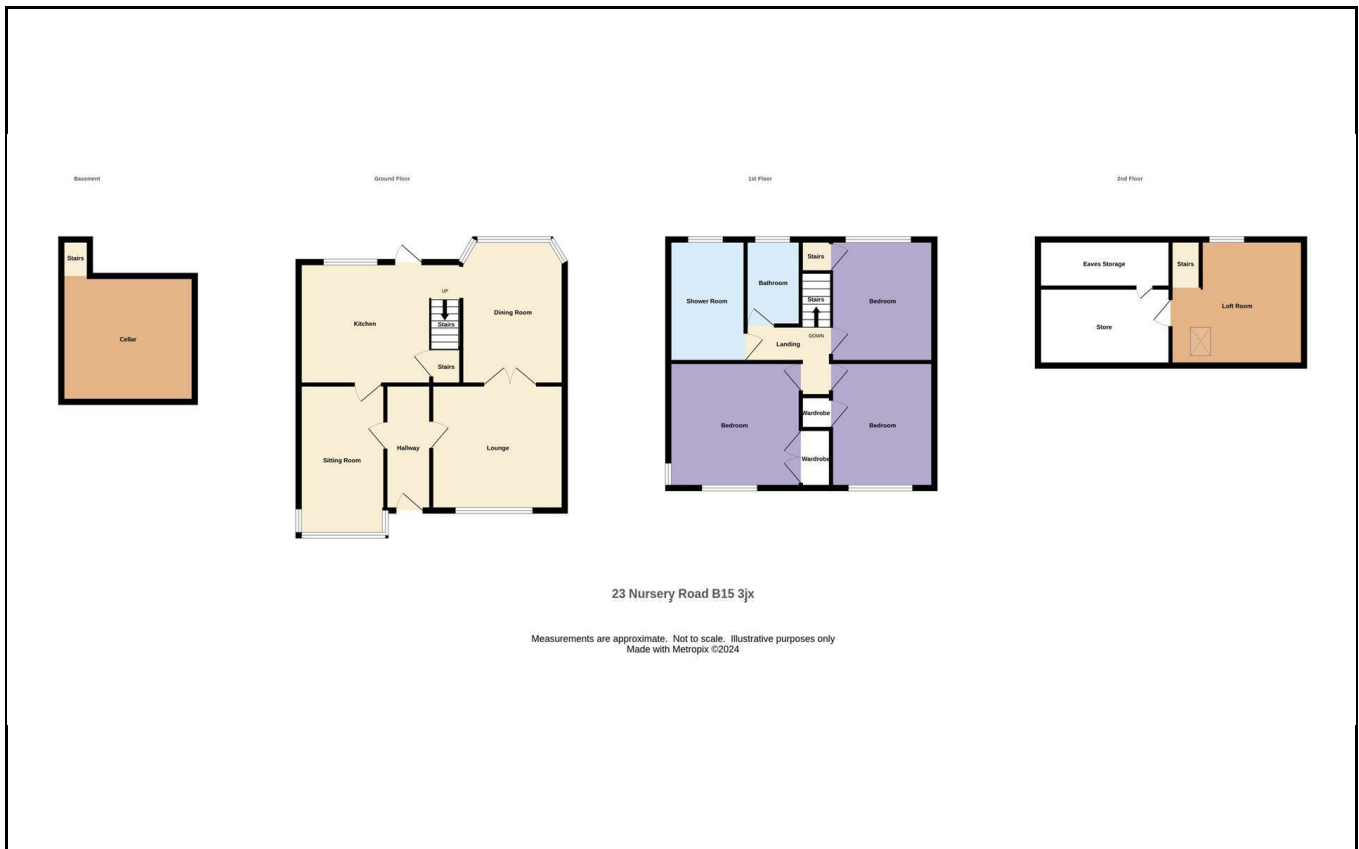 Basement
Ground Floor
1st Floor
2nd Floor
Stairs
Cellar
Kitchen
UP
Stairs
Stairs
Dining Room
Sitting Room
Hallway
Lounge
Shower Room
Bathroom
Stairs
Stairs
DOWN
Landing
Bedroom
Bedroom
Wardrobe
Wardrobe
Bedroom
Eaves Storage
Stairs
Store
Loft Room
23 Nursery Road B15 3jx
Measurements are approximate. Not to scale. Illustrative purposes only
Made with Metropix ©2024